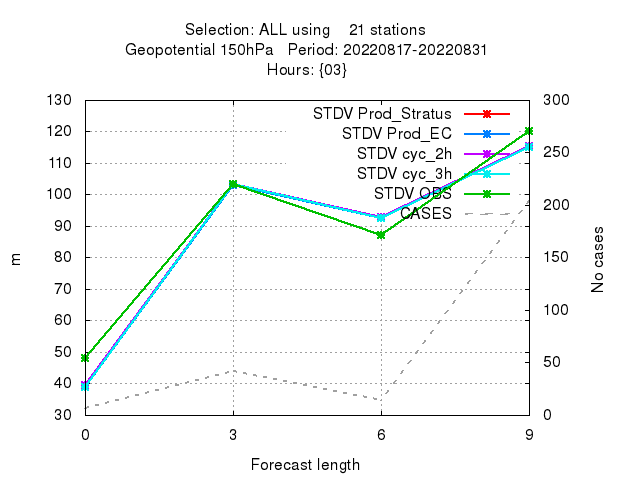 Selection: ALL using 21 stations
Geopotential 150hPa Period: 20220817-20220831
Hours: {03}
STDV Prod_Stratus
STDV Prod_EC
STDV cyc_2h
STDV cyc_3h
STDV OBS
CASES
130
120
110
100
90
80
70
60
50
40
30
m
300
250
200
150
100
50
0
No cases
0 3 6 9
Forecast length